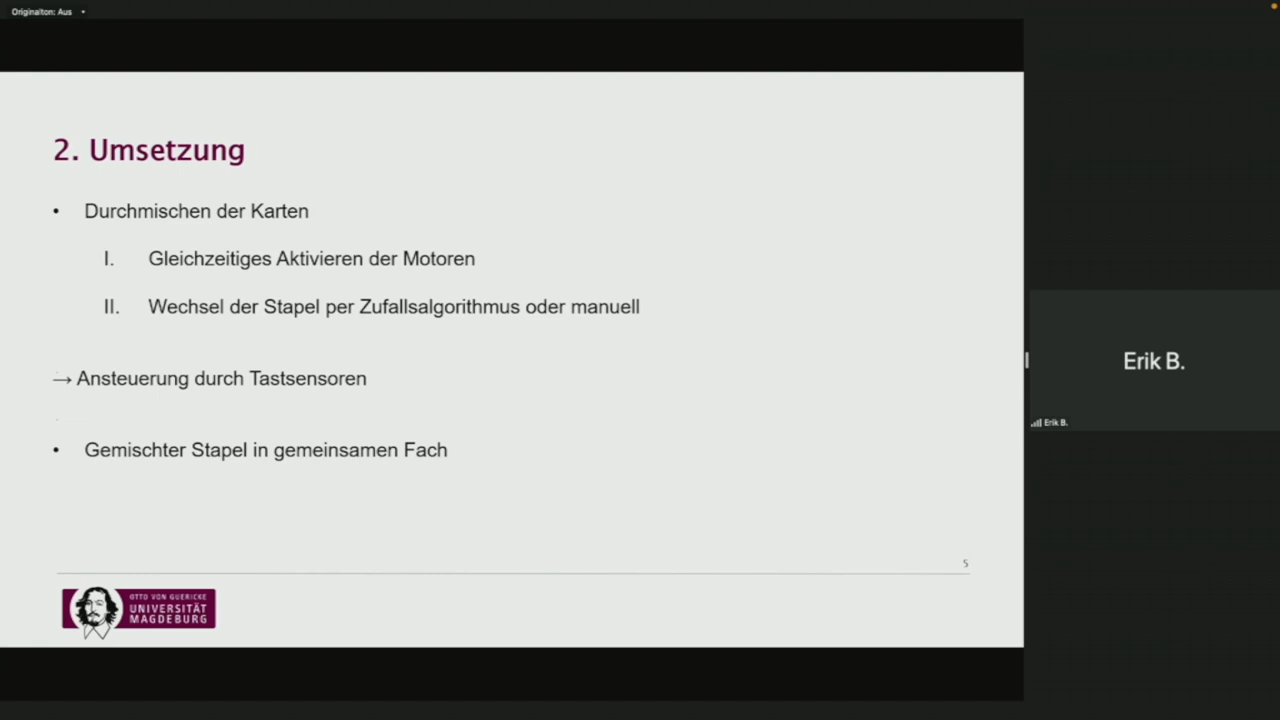 Originalton: Aus
2. Umsetzung
• Durchmischen der Karten
I. Gleichzeitiges Aktivieren der Motoren
II. Wechsel der Stapel per Zufallsalgorithmus oder manuell
→ Ansteuerung durch Tastsensoren
• Gemischter Stapel in gemeinsamen Fach
5
OTTO VON GUERICKE
UNIVERSITÄT
MAGDEBURG
Erik B.
Erik B.